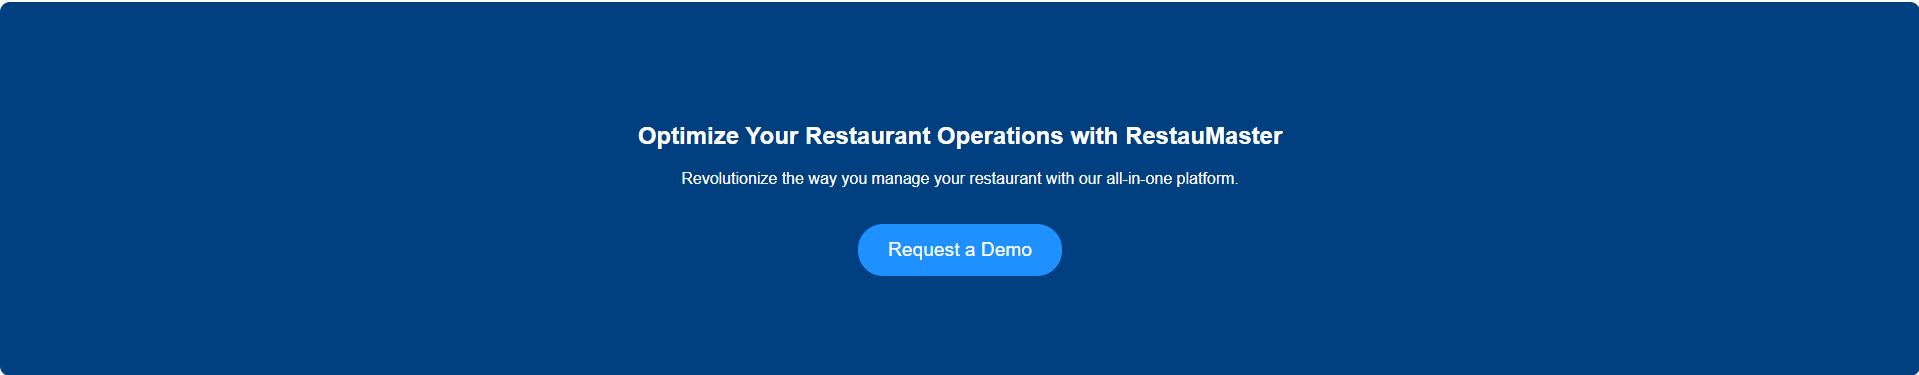 Optimize Your Restaurant Operations with RestauMaster
Revolutionize the way you manage your restaurant with our all-in-one platform.
Request a Demo